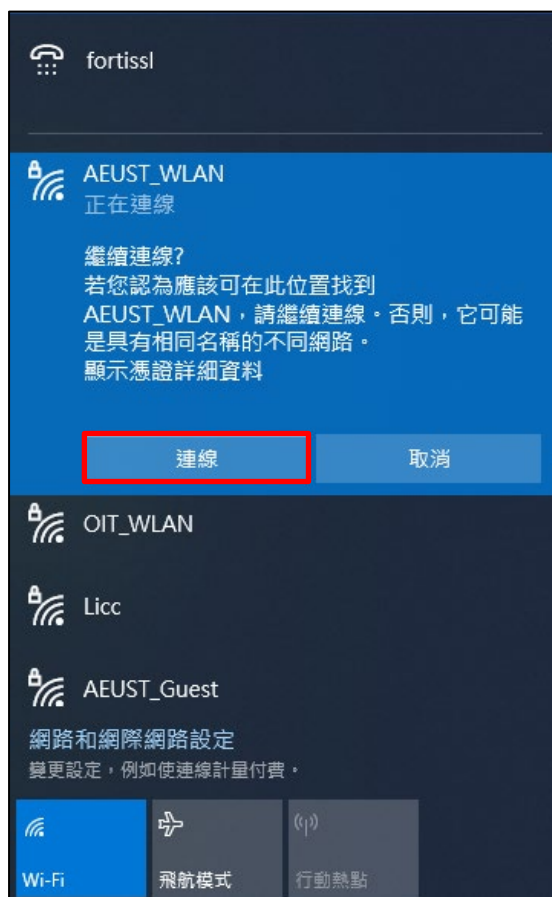 fortissl
AEUST_WLAN
正在連線
繼續連線?
若您認為應該可在此位置找到
AEUST_WLAN，請繼續連線。否則，它可能
是具有相同名稱的不同網路。
顯示憑證詳細資料
連線
取消
OIT_WLAN
Licc
AEUST_Guest
網路和網際網路設定
變更設定，例如使連線計量付費。
Wi-Fi
飛航模式
行動熱點